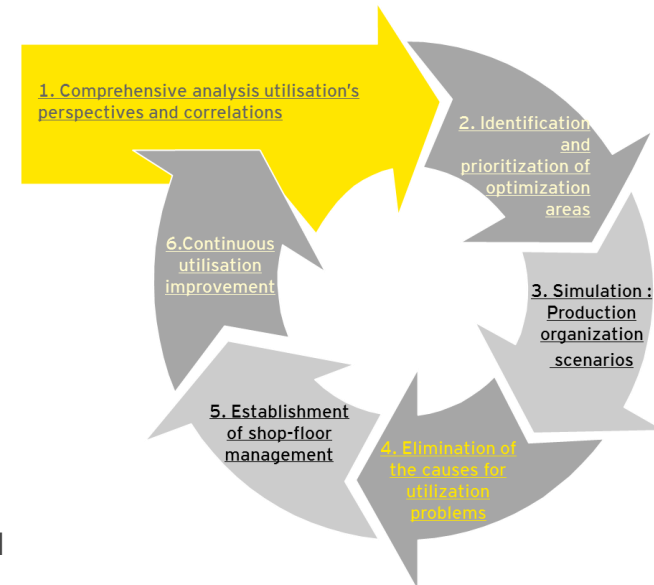 1. Comprehensive analysis utilisation's
perspectives and correlations
2. Identification
and
prioritization of
optimization
areas
3. Simulation :
Production
organization
scenarios
4. Elimination of
the causes for
utilization
problems
5. Establishment
of shop-floor
management
6.Continuous
utilisation
improvement